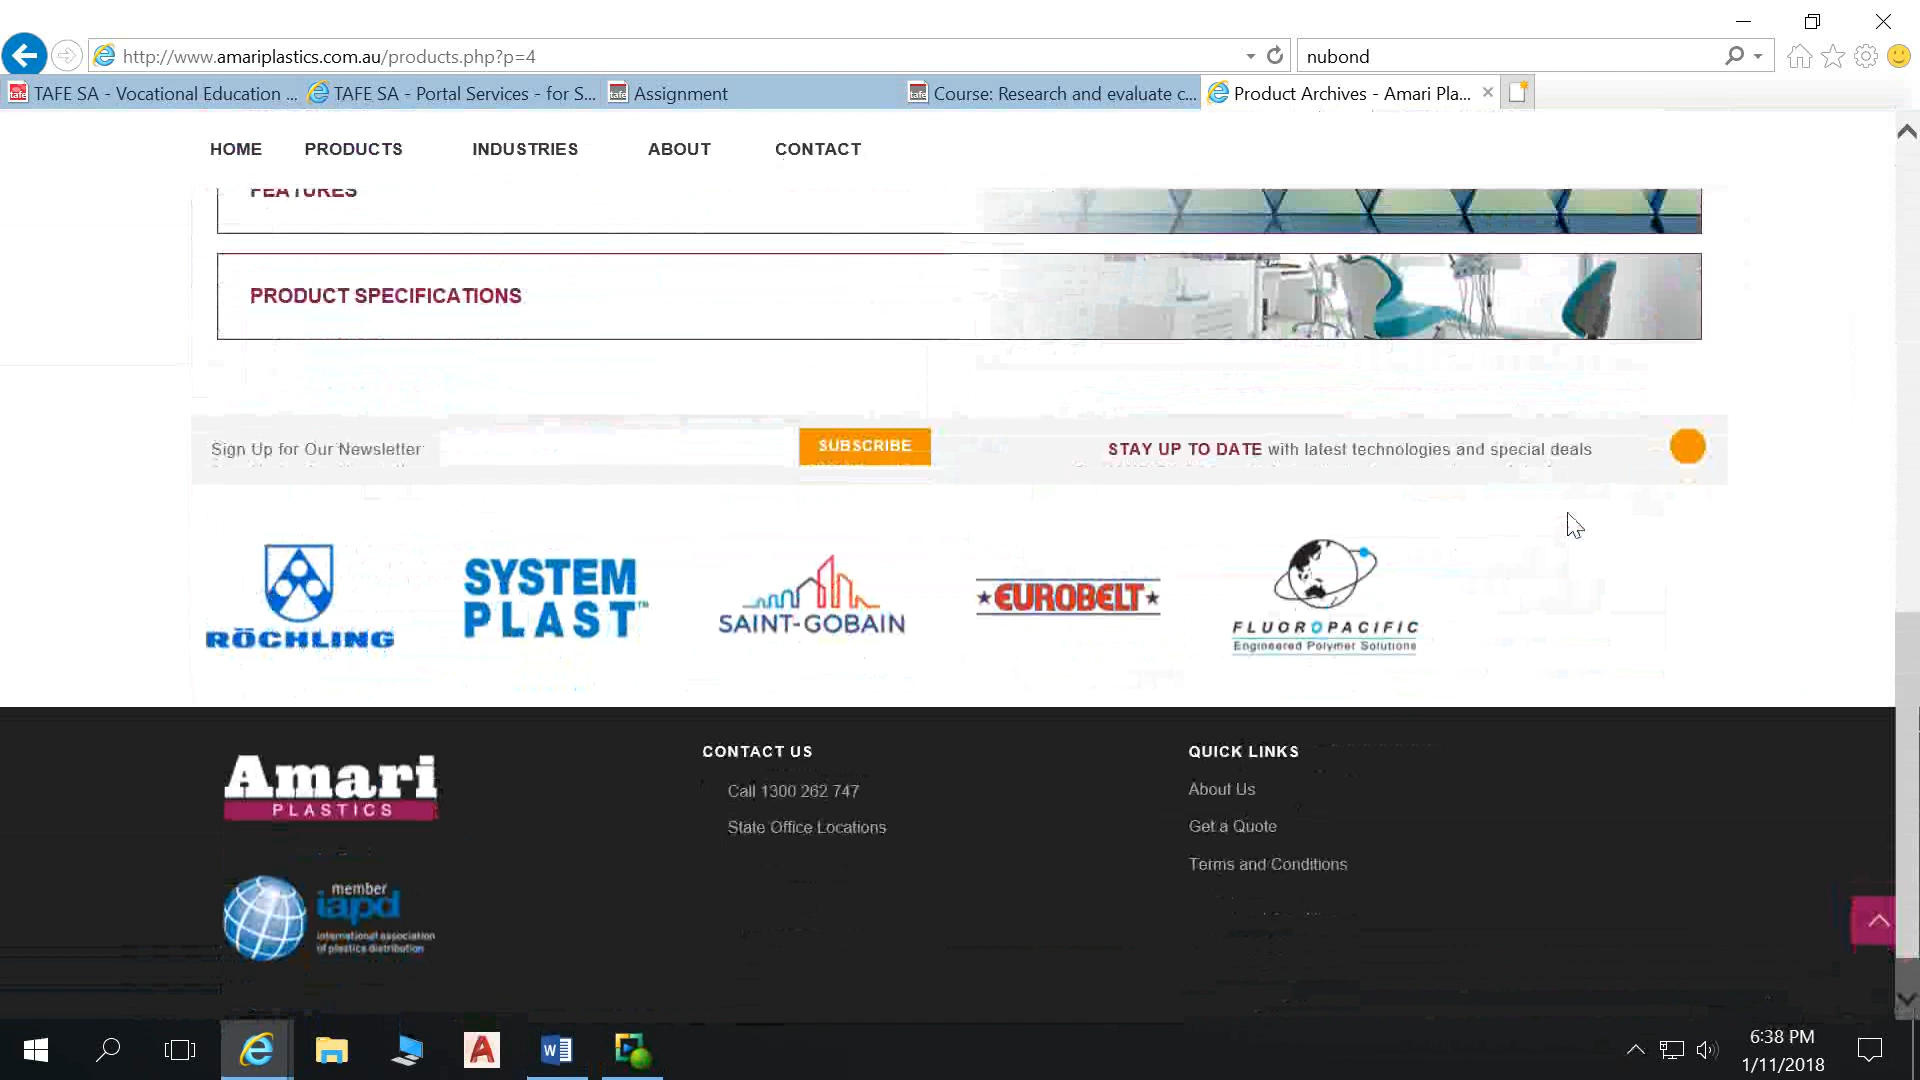 http://www.amariplastics.com.au/products.php?p=4
nubond
TAFE SA - Vocational Education ...
TAFE SA - Portal Services - for S...
Assignment
Course: Research and evaluate c...
Product Archives - Amari Pla...
HOME PRODUCTS INDUSTRIES ABOUT CONTACT
FEATURES
PRODUCT SPECIFICATIONS
Sign Up for Our Newsletter
SUBSCRIBE
STAY UP TO DATE with latest technologies and special deals
RÖCHLING
SYSTEM
PLAST™
SAINT-GOBAIN
EUROBELT
FLUOROPACIFIC
Engineered Polymer Solutions
Amari
PLASTICS
member
iapd
international association
of plastics distribution
CONTACT US
Call 1300 262 747
State Office Locations
QUICK LINKS
About Us
Get a Quote
Terms and Conditions
6:38 PM
1/11/2018